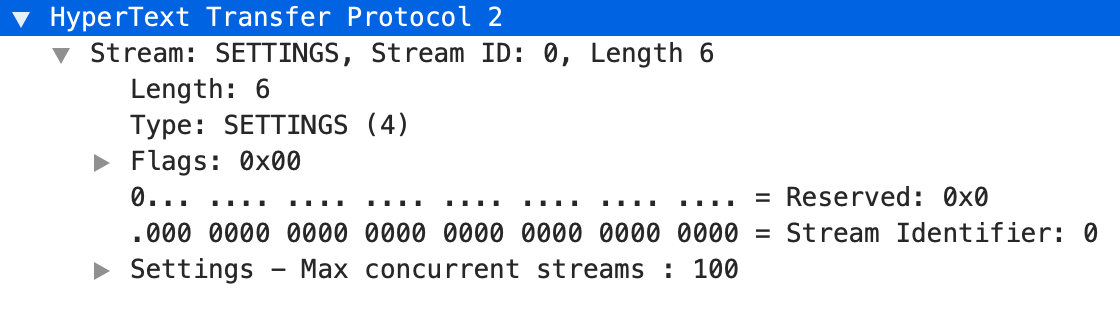 HyperText Transfer Protocol 2
Stream: SETTINGS, Stream ID: 0, Length 6
Length: 6
Type: SETTINGS (4)
Flags: 0x00
0... .... .... .... .... .... .... .... = Reserved: 0x0
.000 0000 0000 0000 0000 0000 0000 0000 = Stream Identifier: 0
Settings - Max concurrent streams : 100